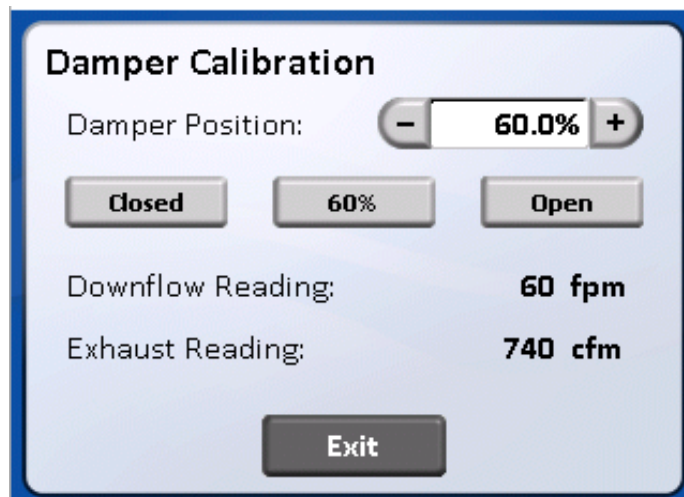 Damper Calibration
Damper Position: - 60.0% +
Closed 60% Open
Downflow Reading: 60 fpm
Exhaust Reading: 740 cfm
Exit